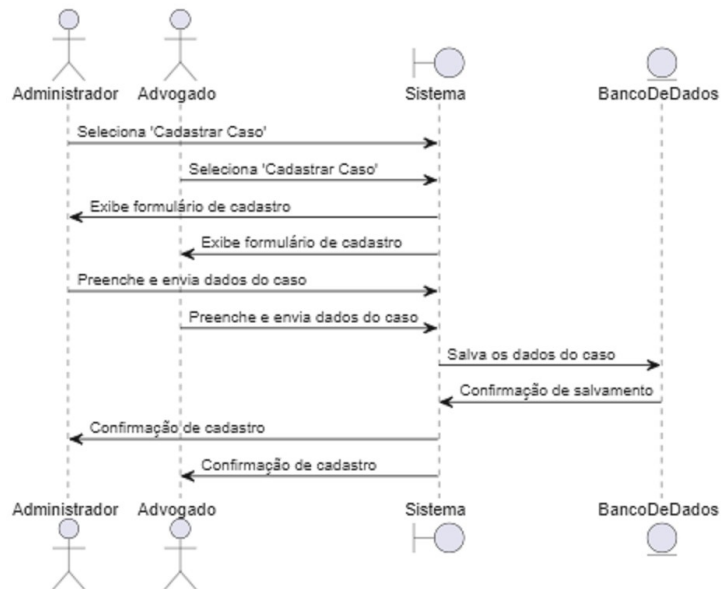 Administrador Advogado Sistema BancoDeDados
Seleciona 'Cadastrar Caso'
Seleciona 'Cadastrar Caso'
Exibe formulário de cadastro
Exibe formulário de cadastro
Preenche e envia dados do caso
Preenche e envia dados do caso
Salva os dados do caso
Confirmação de salvamento
Confirmação de cadastro
Confirmação de cadastro
Administrador Advogado Sistema BancoDeDados